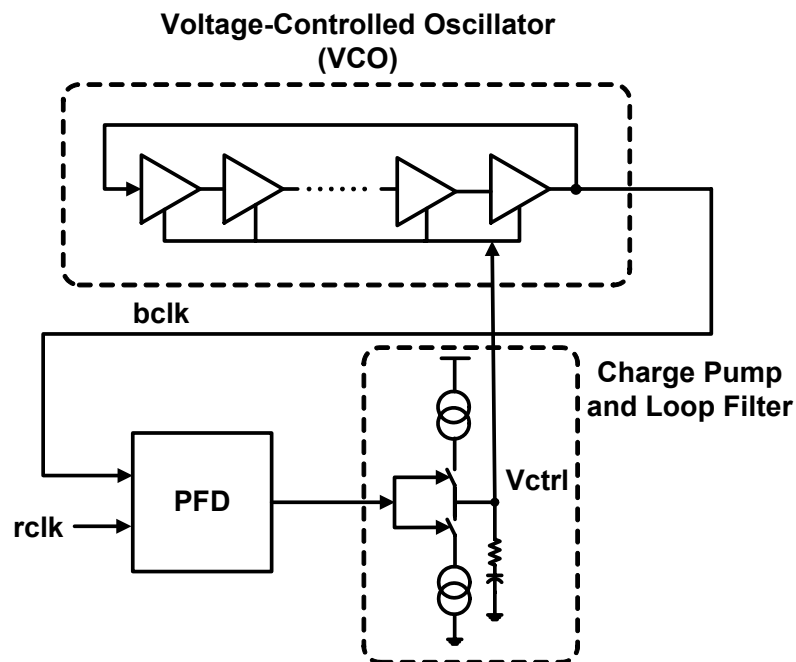 Voltage-Controlled Oscillator
(VCO)
bclk
Charge Pump
and Loop Filter
Vctrl
PFD
rclk